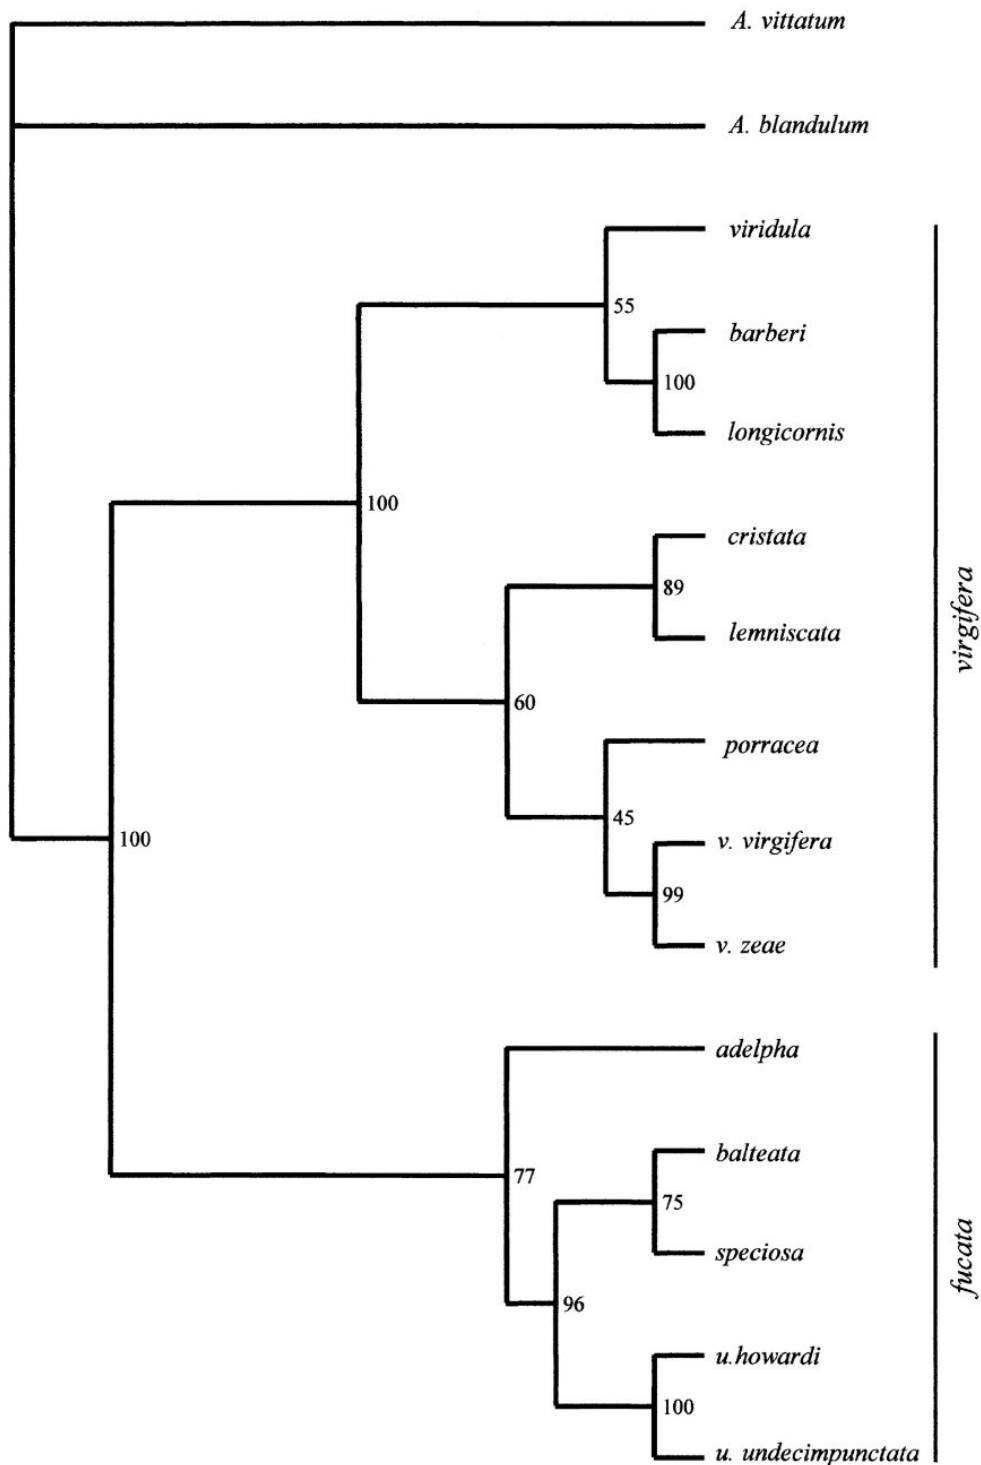 A. vittatum
A. blandulum
viridula
55
barberi
100
longicornis
100
cristata
89
lemniscata
virgifera
60
porracea
45
v. virgifera
100
99
v. zeae
adelpha
balteata
77
75
speciosa
fucata
96
u.howardi
100
u. undecimpunctata